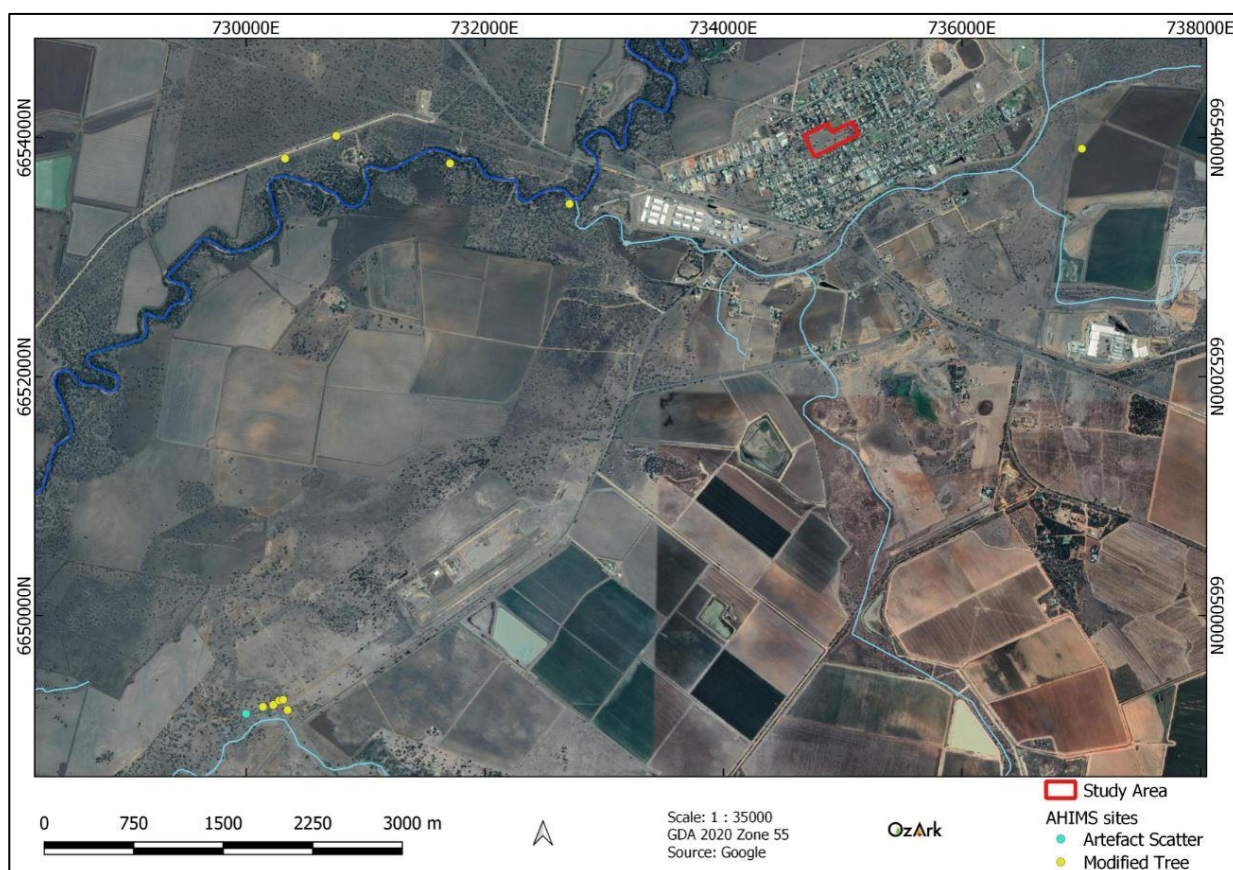 730000E 732000E 734000E 736000E 738000E
6654000N 6654000N
6652000N 6652000N
6650000N 6650000N
0 750 1500 2250 3000 m
Scale: 1 : 35000
GDA 2020 Zone 55
Source: Google
OzArk
Study Area
AHIMS sites
Artefact Scatter
Modified Tree